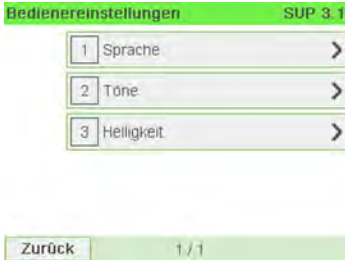 Bedienereinstellungen SUP 3.1
1 Sprache
2 Töne
3 Helligkeit
Zurück 1/1